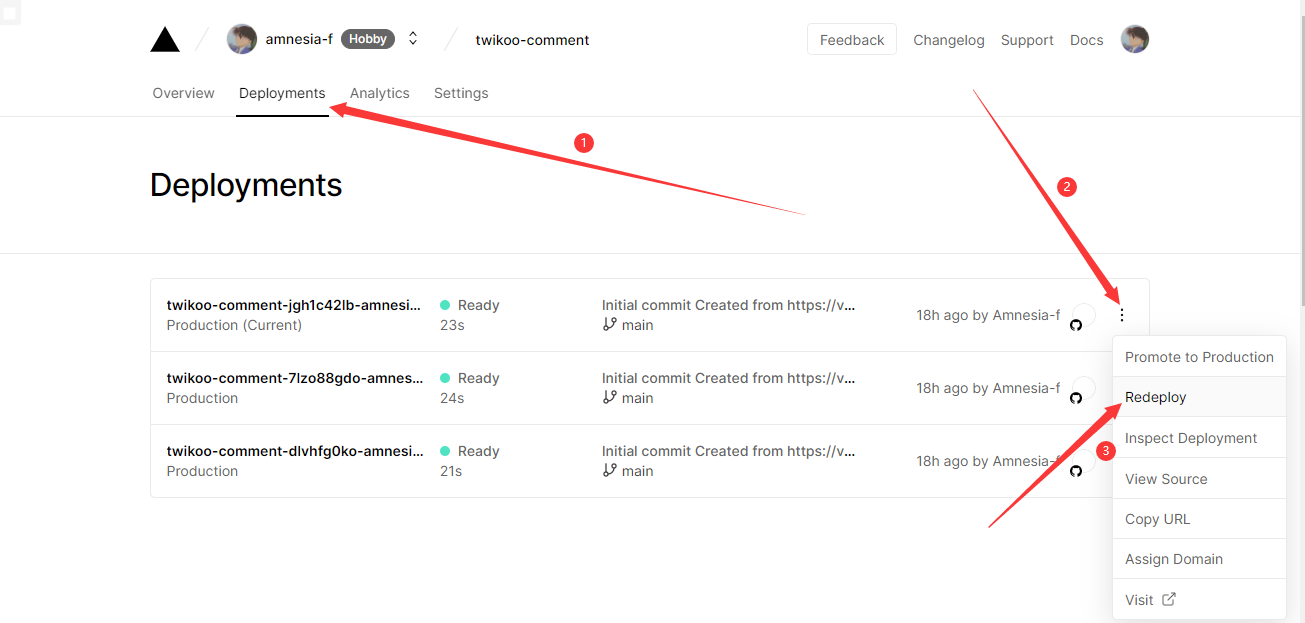 amnesia-f Hobby twikoo-comment Feedback Changelog Support Docs
Overview Deployments Analytics Settings
1
2
Deployments
twikoo-comment-jgh1c42lb-amnesi... Ready Initial commit Created from https://v... 18h ago by Amnesia-f
Production (Current) 23s main
Promote to Production
twikoo-comment-7lzo88gdo-amnes... Ready Initial commit Created from https://v... 18h ago by Amnesia-f
Production 24s main
Redeploy
Inspect Deployment
3
twikoo-comment-dlvhfg0ko-amnesi... Ready Initial commit Created from https://v... 18h ago by Amnesia-f
Production 21s main
View Source
Copy URL
Assign Domain
Visit